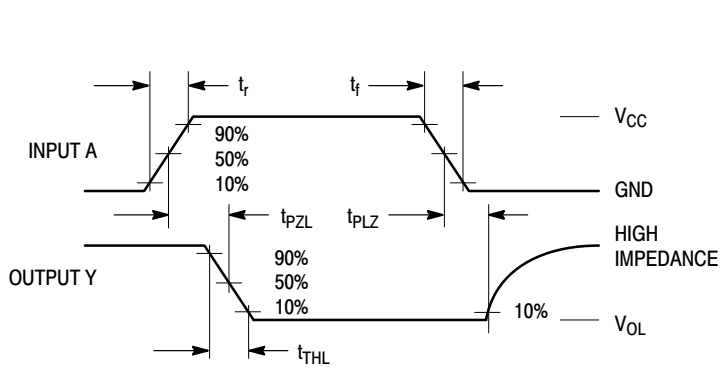 t_r
t_f
V_CC
INPUT A
90%
50%
10%
GND
t_PZL
t_PLZ
HIGH
IMPEDANCE
OUTPUT Y
90%
50%
10%
10%
V_OL
t_THL